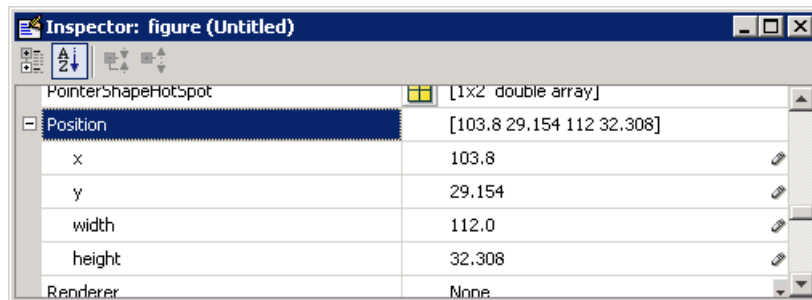 Inspector: figure (Untitled)
PointerShapeHotSpot [1x2 double array]
Position [103.8 29.154 112 32.308]
x 103.8
y 29.154
width 112.0
height 32.308
Renderer None